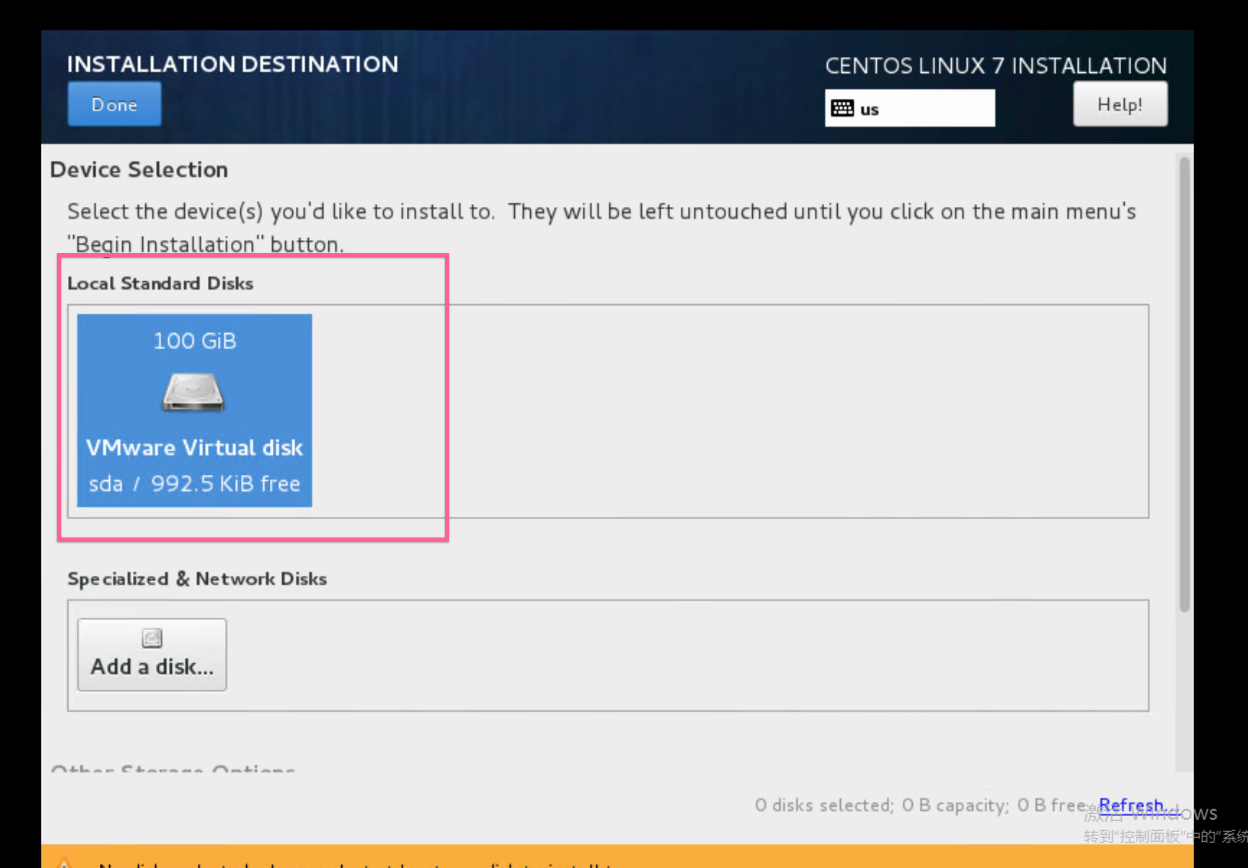 INSTALLATION DESTINATION
CENTOS LINUX 7 INSTALLATION
Done
us
Help!
Device Selection
Select the device(s) you'd like to install to. They will be left untouched until you click on the main menu's
"Begin Installation" button.
Local Standard Disks
100 GiB
VMware Virtual disk
sda / 992.5 KiB free
Specialized & Network Disks
Add a disk...
Other Storage Options
0 disks selected; 0 B capacity; 0 B free
Refresh...
激活 Windows
转到"控制面板"中的"系统